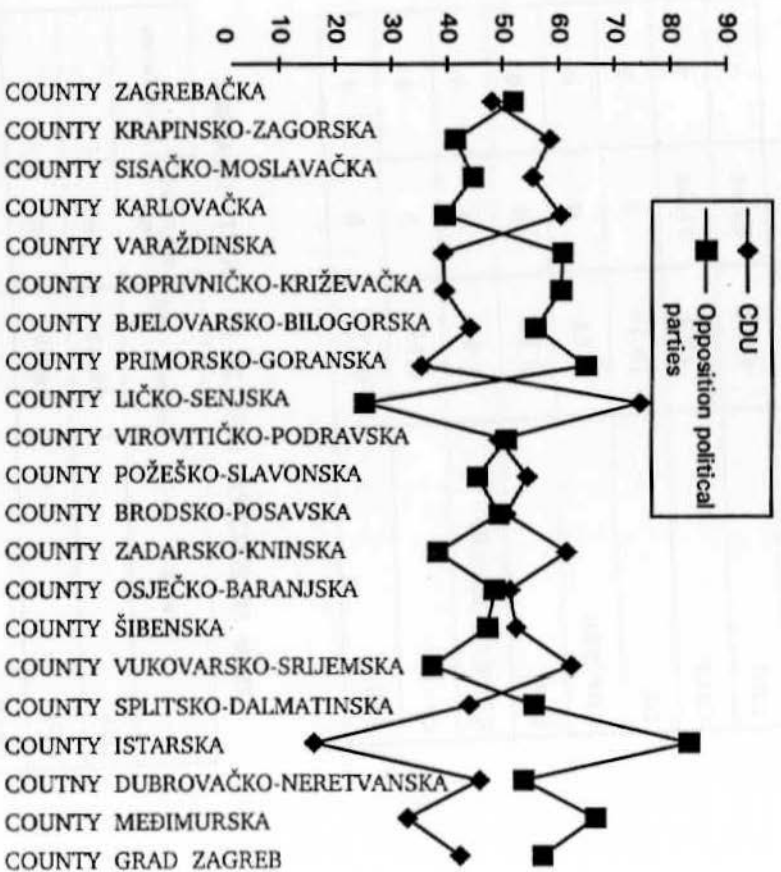 0
10
20
30
40
50
60
70
80
90
CDU
Opposition political
parties
COUNTY ZAGREBAČKA
COUNTY KRAPINSKO-ZAGORSKA
COUNTY SISAČKO-MOSLAVAČKA
COUNTY KARLOVAČKA
COUNTY VARAŽDINSKA
COUNTY KOPRIVNIČKO-KRIŽEVAČKA
COUNTY BJELOVARSKO-BILOGORSKA
COUNTY PRIMORSKO-GORANSKA
COUNTY LIČKO-SENJSKA
COUNTY VIROVITIČKO-PODRAVSKA
COUNTY POŽEŠKO-SLAVONSKA
COUNTY BRODSKO-POSAVSKA
COUNTY ZADARSKO-KNINSKA
COUNTY OSJEČKO-BARANJSKA
COUNTY ŠIBENSKA
COUNTY VUKOVARSKO-SRIJEMSKA
COUNTY SPLITSKO-DALMATINSKA
COUNTY ISTARSKA
COUTNY DUBROVAČKO-NERETVANSKA
COUNTY MEĐIMURSKA
COUNTY GRAD ZAGREB